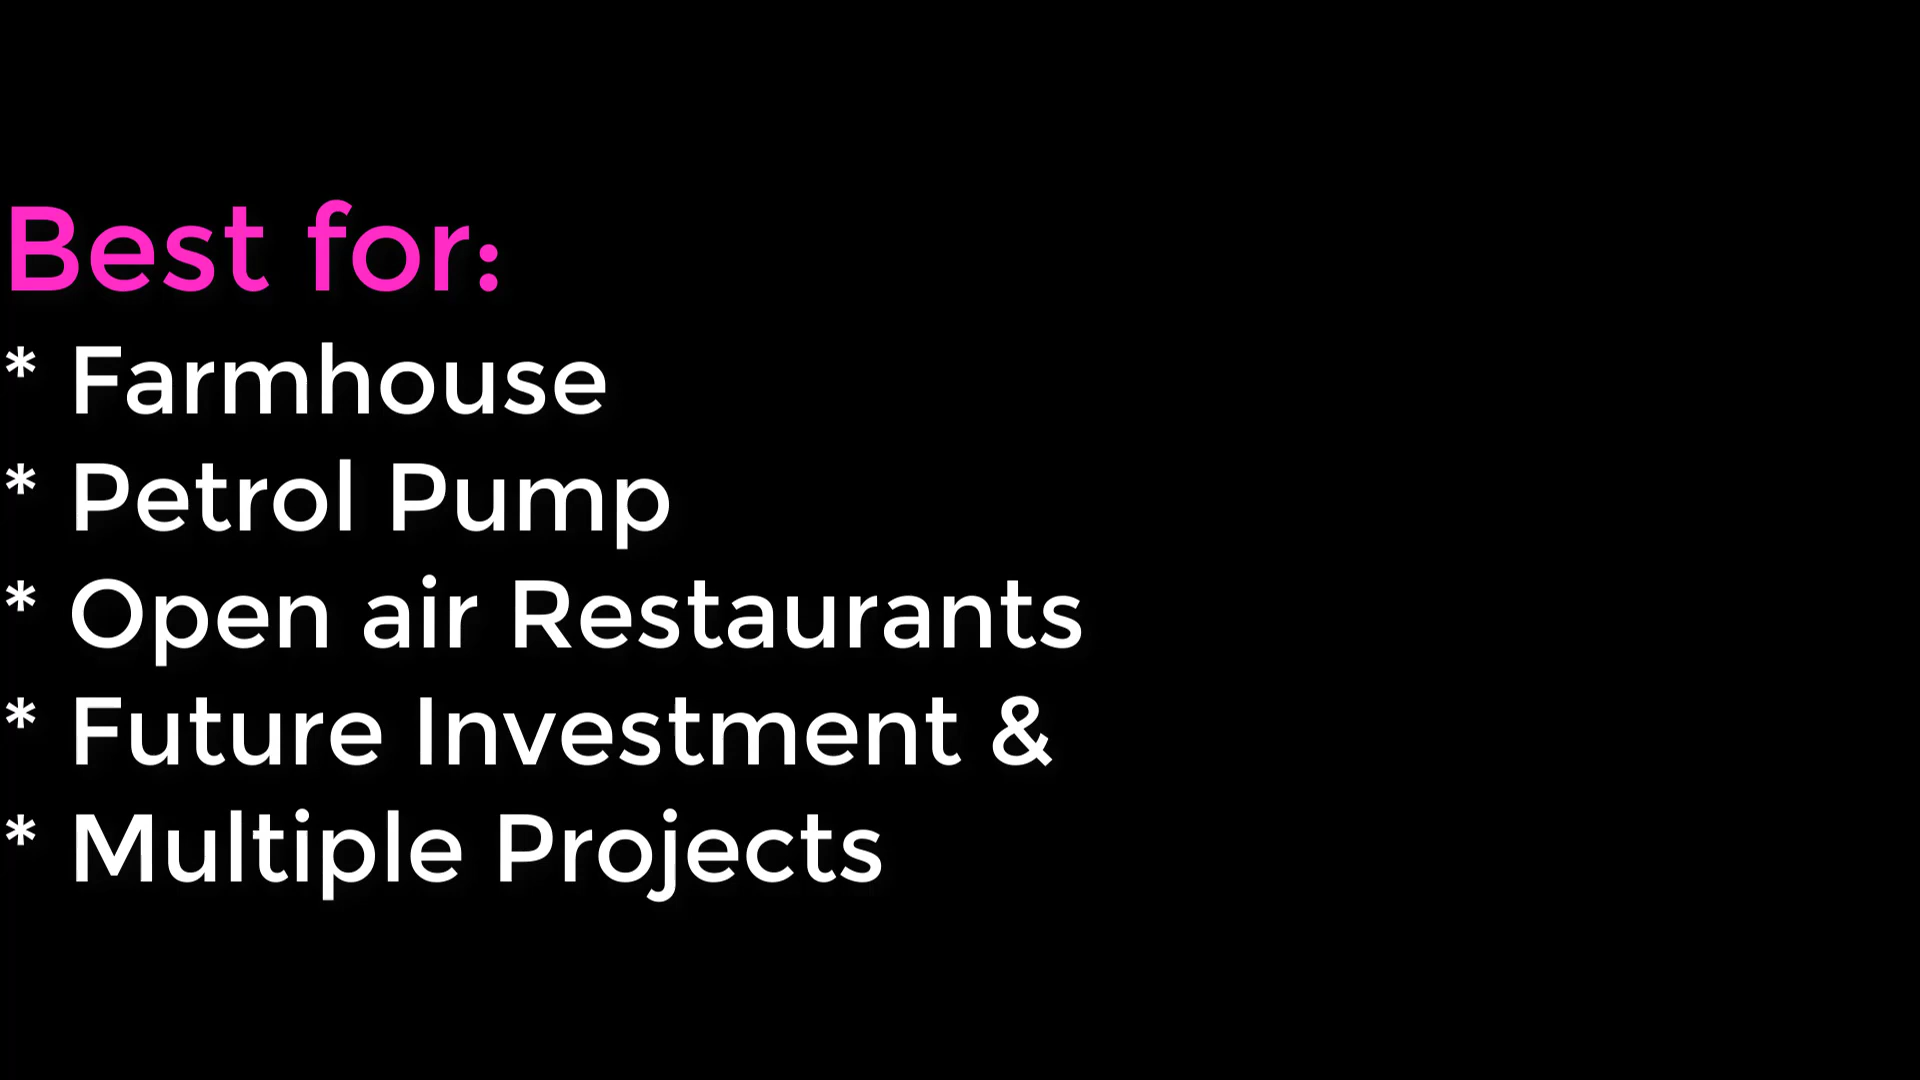 Best for:
* Farmhouse
* Petrol Pump
* Open air Restaurants
* Future Investment &
* Multiple Projects